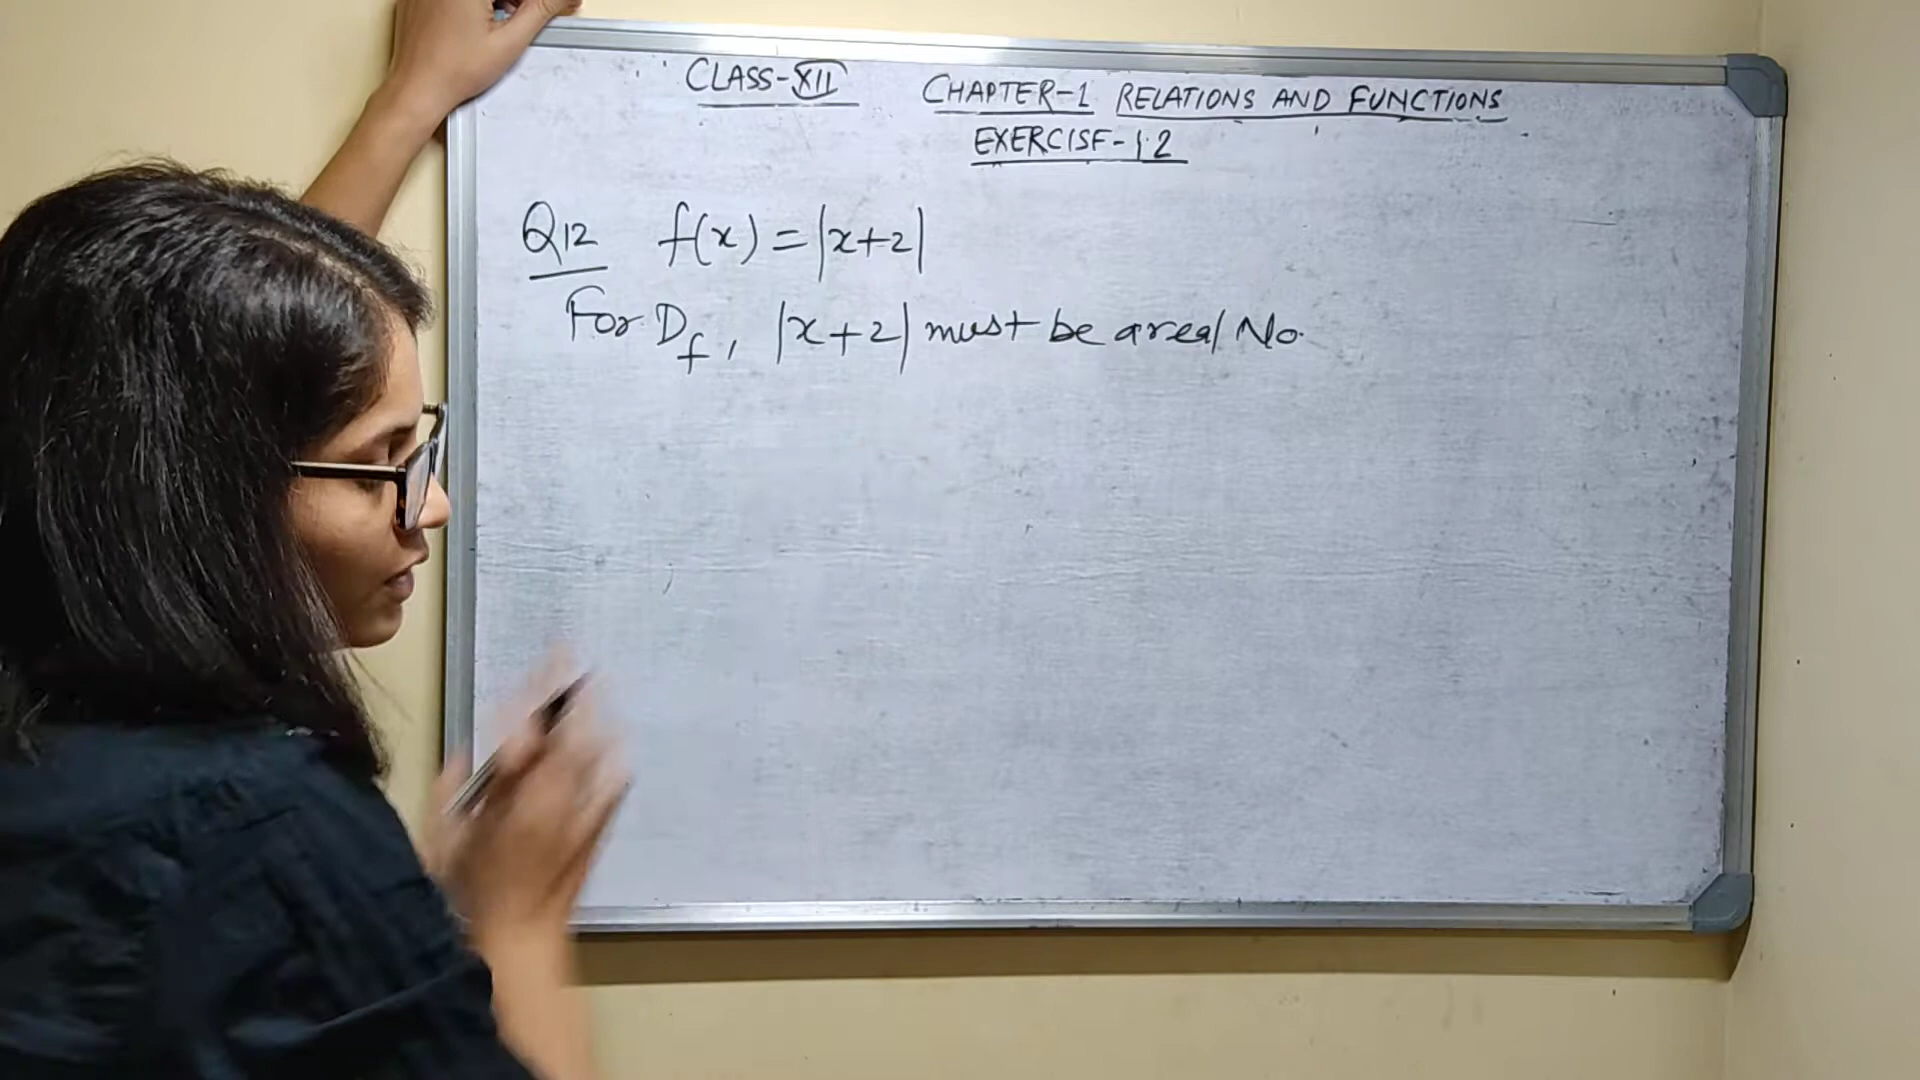 CLASS-XII CHAPTER-1 RELATIONS AND FUNCTIONS
EXERCISE-1.2
Q12 f(x) = |x+2|
For Df, |x+2| must be a real No.